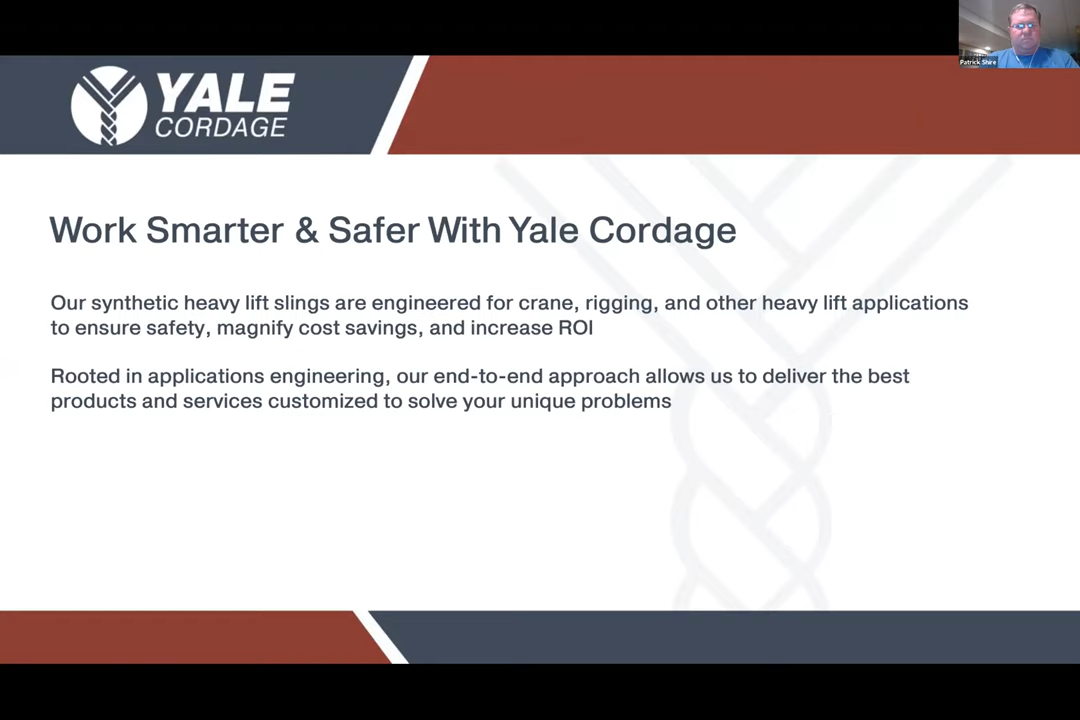 Patrick Shire
YALE
CORDAGE
Work Smarter & Safer With Yale Cordage
Our synthetic heavy lift slings are engineered for crane, rigging, and other heavy lift applications
to ensure safety, magnify cost savings, and increase ROI
Rooted in applications engineering, our end-to-end approach allows us to deliver the best
products and services customized to solve your unique problems